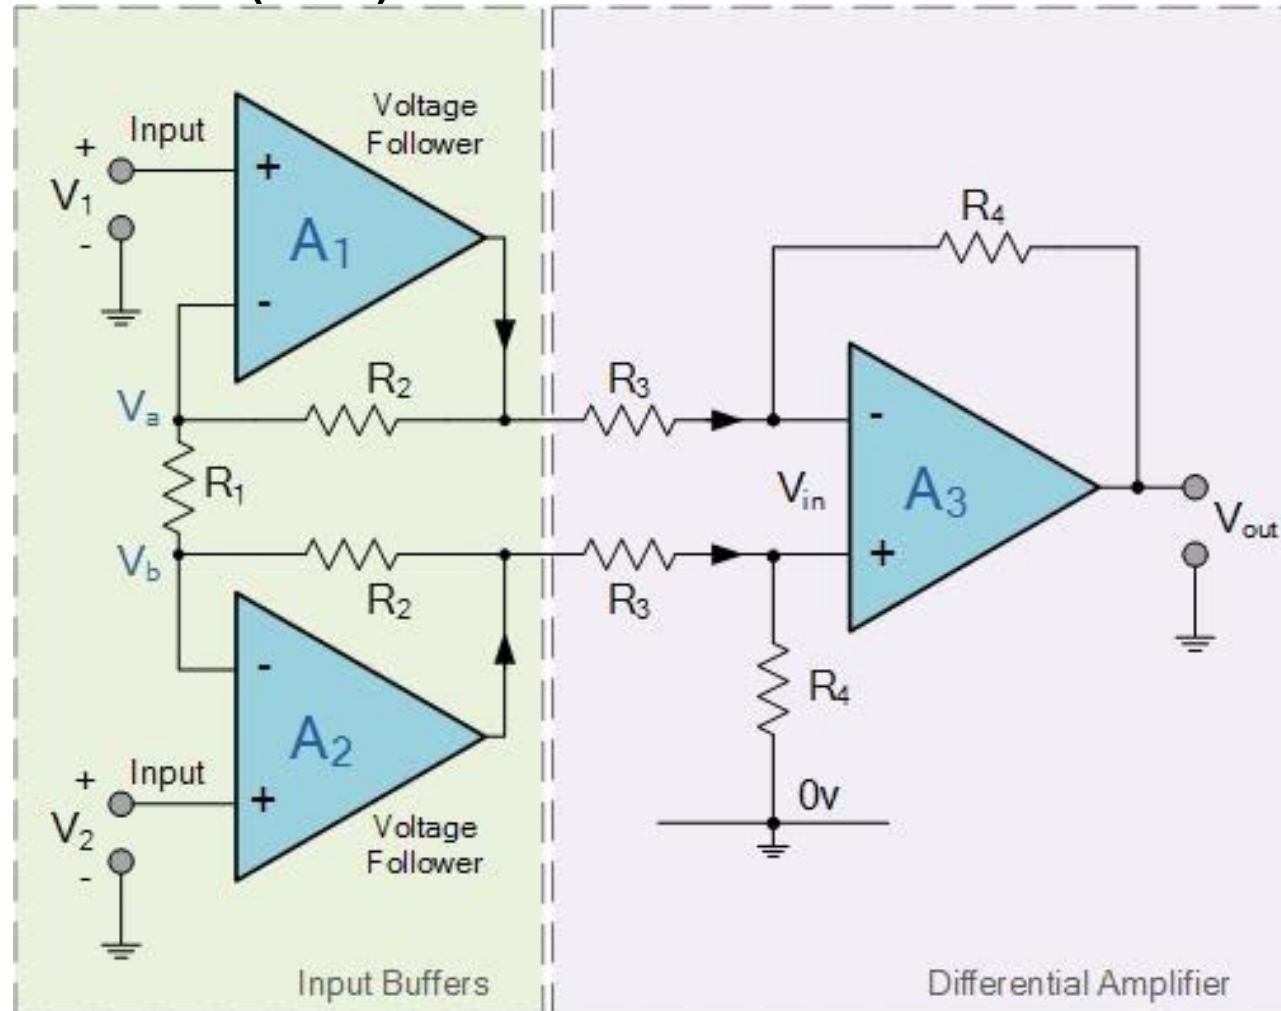 Voltage
Follower
Input
+
V₁
-
+
A₁
-
R₄
Vₐ
R₂
R₃
-
R₁
Vᵢₙ
A₃
Vₒᵤₜ
+
V_b
R₂
R₃
-
R₄
A₂
+
Input
+
V₂
-
Voltage
Follower
0v
Input Buffers
Differential Amplifier